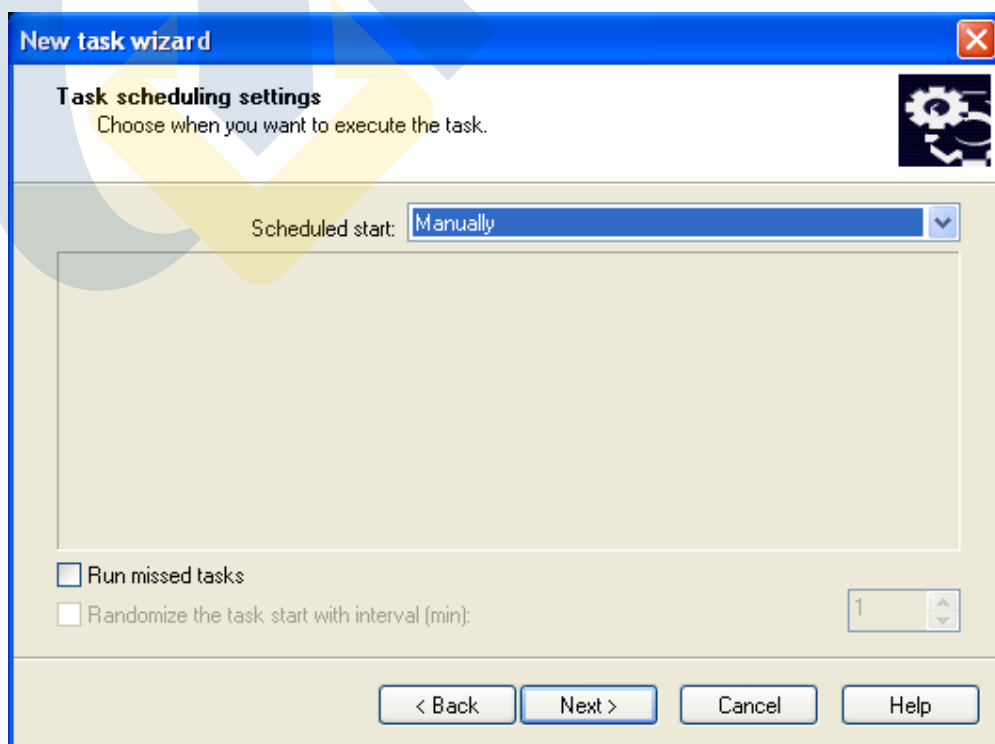 New task wizard
Task scheduling settings
Choose when you want to execute the task.
Scheduled start: Manually
Run missed tasks
Randomize the task start with interval (min): 1
< Back Next > Cancel Help